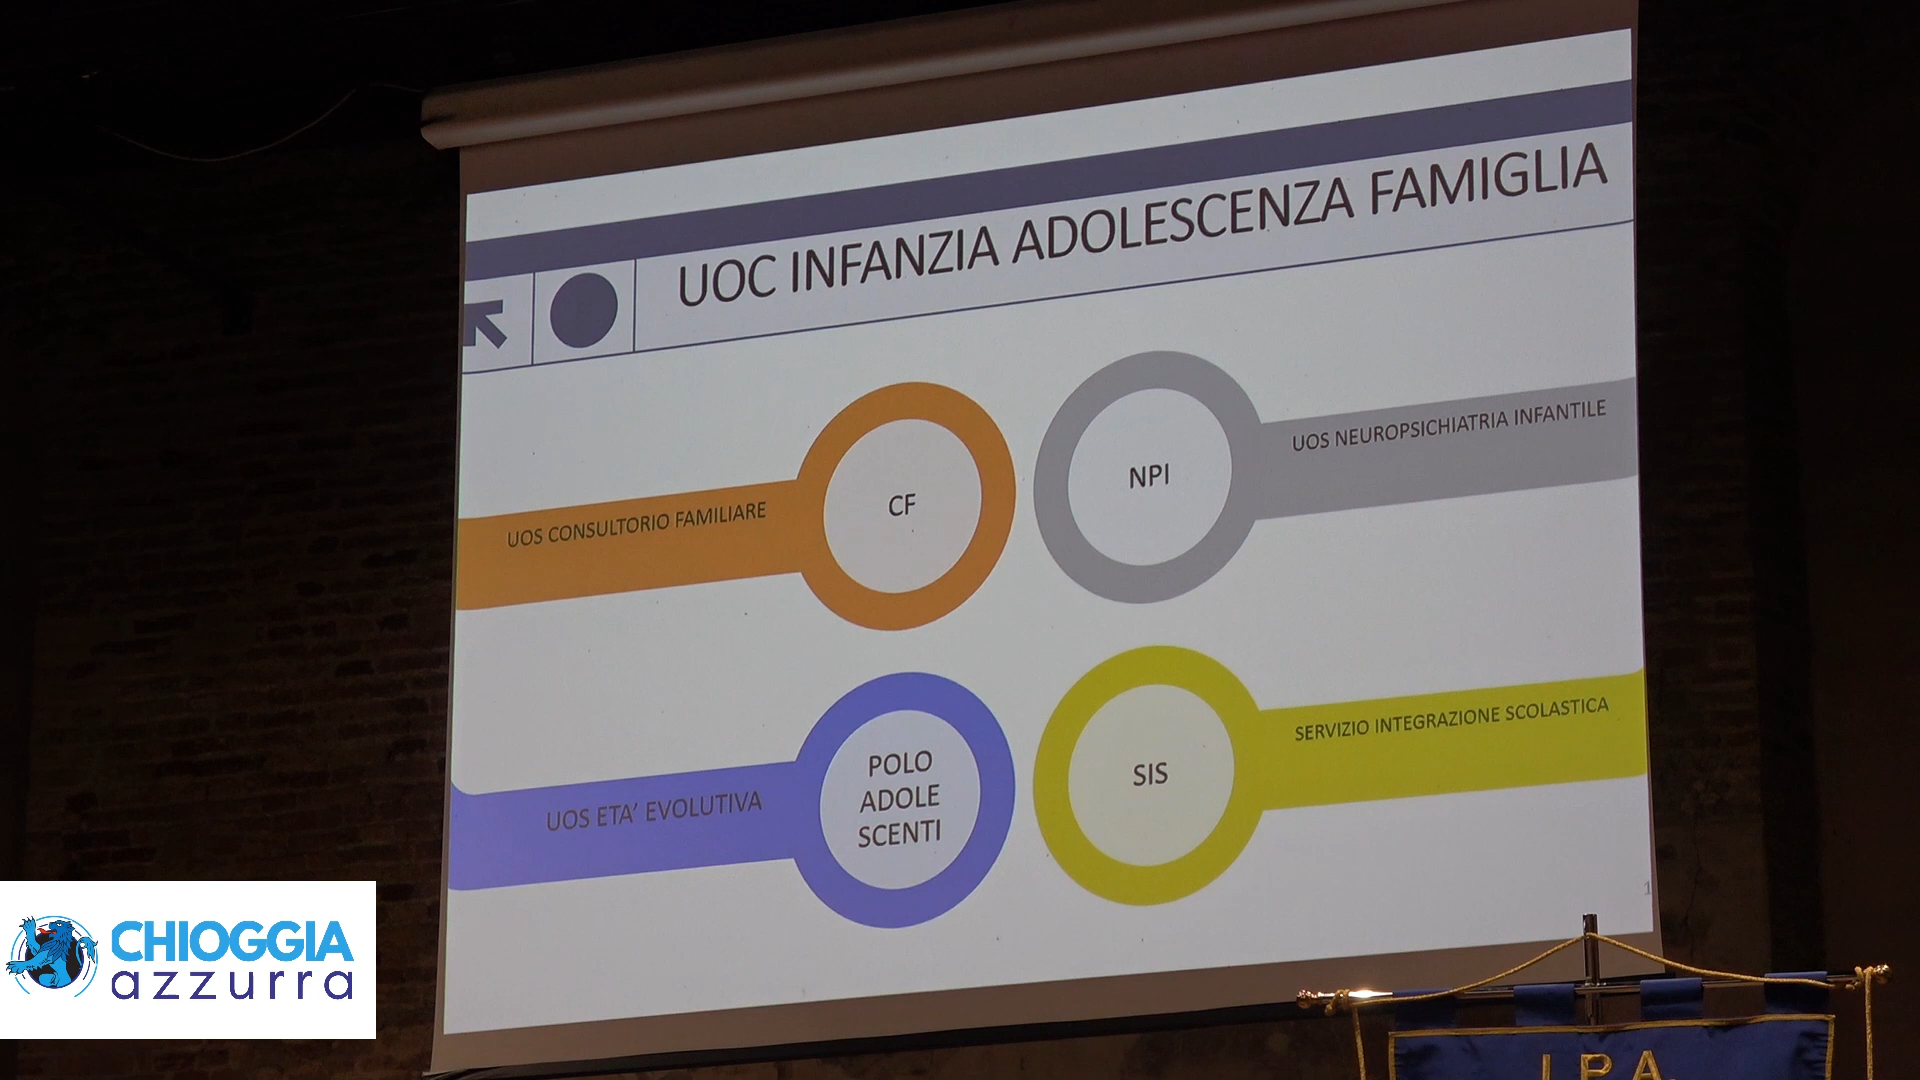 UOC INFANZIA ADOLESCENZA FAMIGLIA
UOS CONSULTORIO FAMILIARE
CF
NPI
UOS NEUROPSICHIATRIA INFANTILE
UOS ETA' EVOLUTIVA
POLO
ADOLE
SCENTI
SIS
SERVIZIO INTEGRAZIONE SCOLASTICA
1
CHIOGGIA
azzurra
I.P.A.